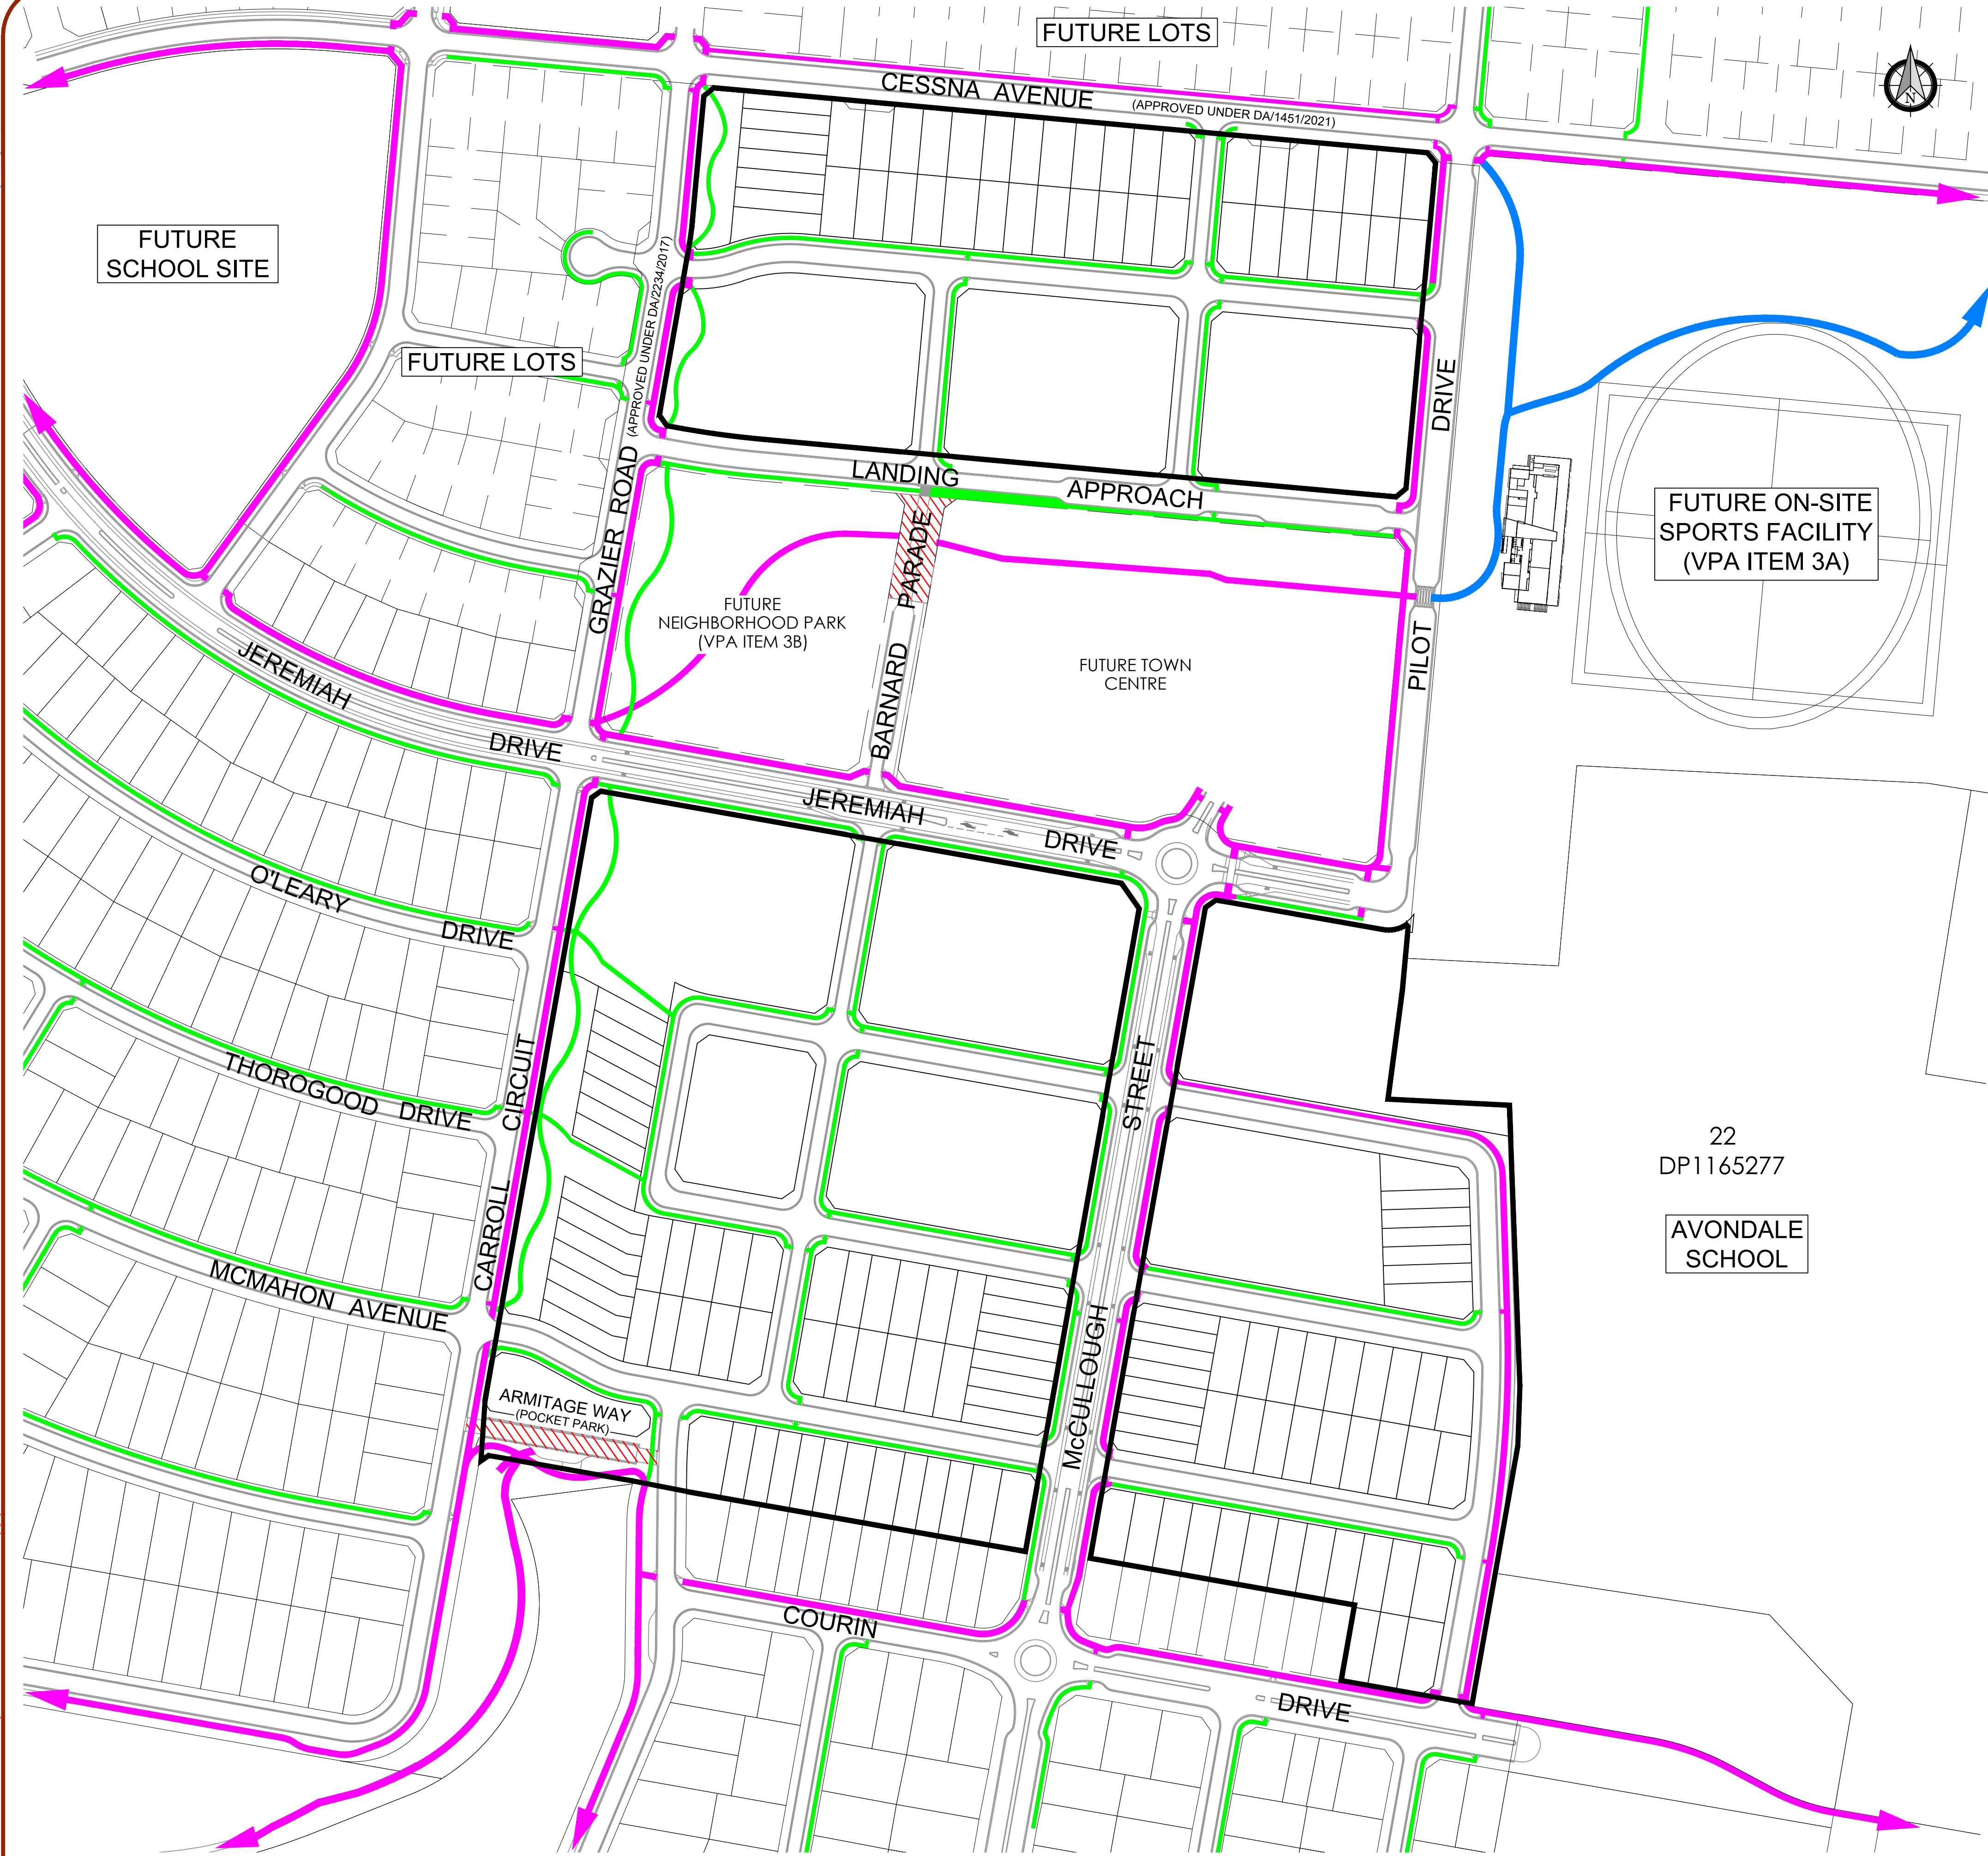 FUTURE LOTS
N
CESSNA AVENUE
(APPROVED UNDER DA/1451/2021)
FUTURE
SCHOOL SITE
(APPROVED UNDER DA/2234/2017)
FUTURE LOTS
GRAZIER ROAD
DRIVE
LANDING
APPROACH
FUTURE ON-SITE
SPORTS FACILITY
(VPA ITEM 3A)
PARADE
BARNARD
FUTURE
NEIGHBORHOOD PARK
(VPA ITEM 3B)
FUTURE TOWN
CENTRE
PILOT
JEREMIAH
DRIVE
JEREMIAH
DRIVE
O'LEARY
DRIVE
THOROGOOD DRIVE
CIRCUIT
CARROLL
STREET
McCULLOUGH
22
DP1165277
AVONDALE
SCHOOL
MCMAHON AVENUE
ARMITAGE WAY
(POCKET PARK)
COURIN
DRIVE